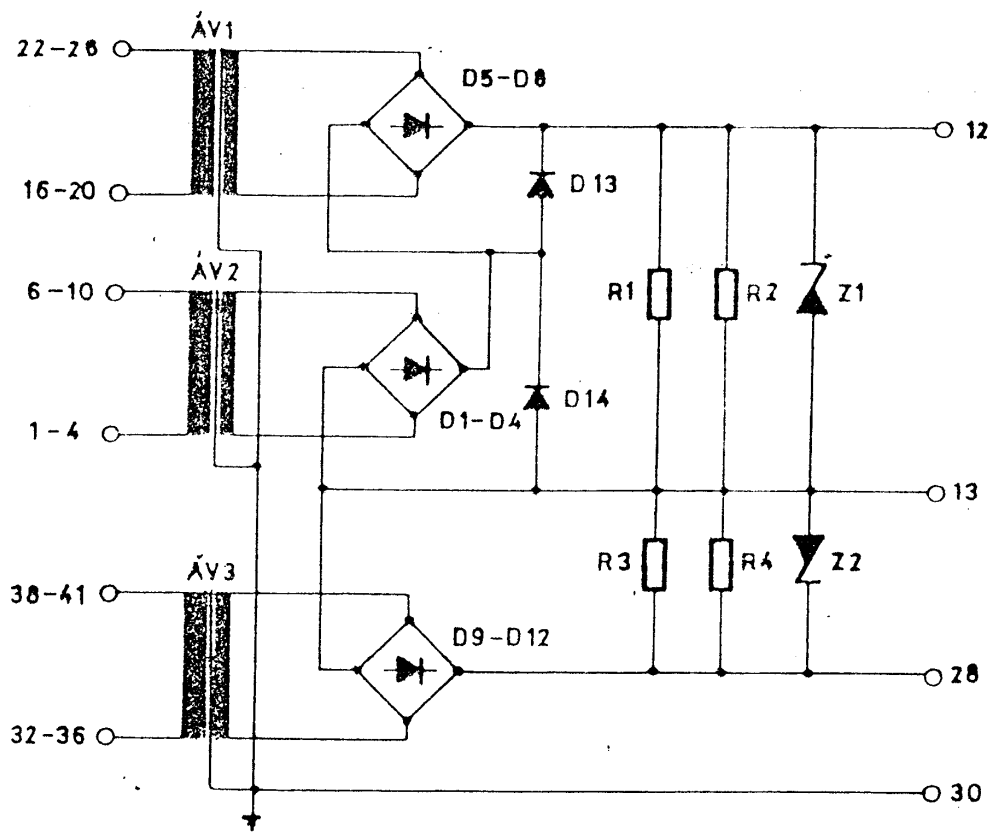 ÁV1
22-26
D5-D8
12
16-20
D13
ÁV2
6-10
R1
R2
Z1
D14
1-4
D1-D4
13
ÁV3
R3
R4
Z2
38-41
D9-D12
28
32-36
30